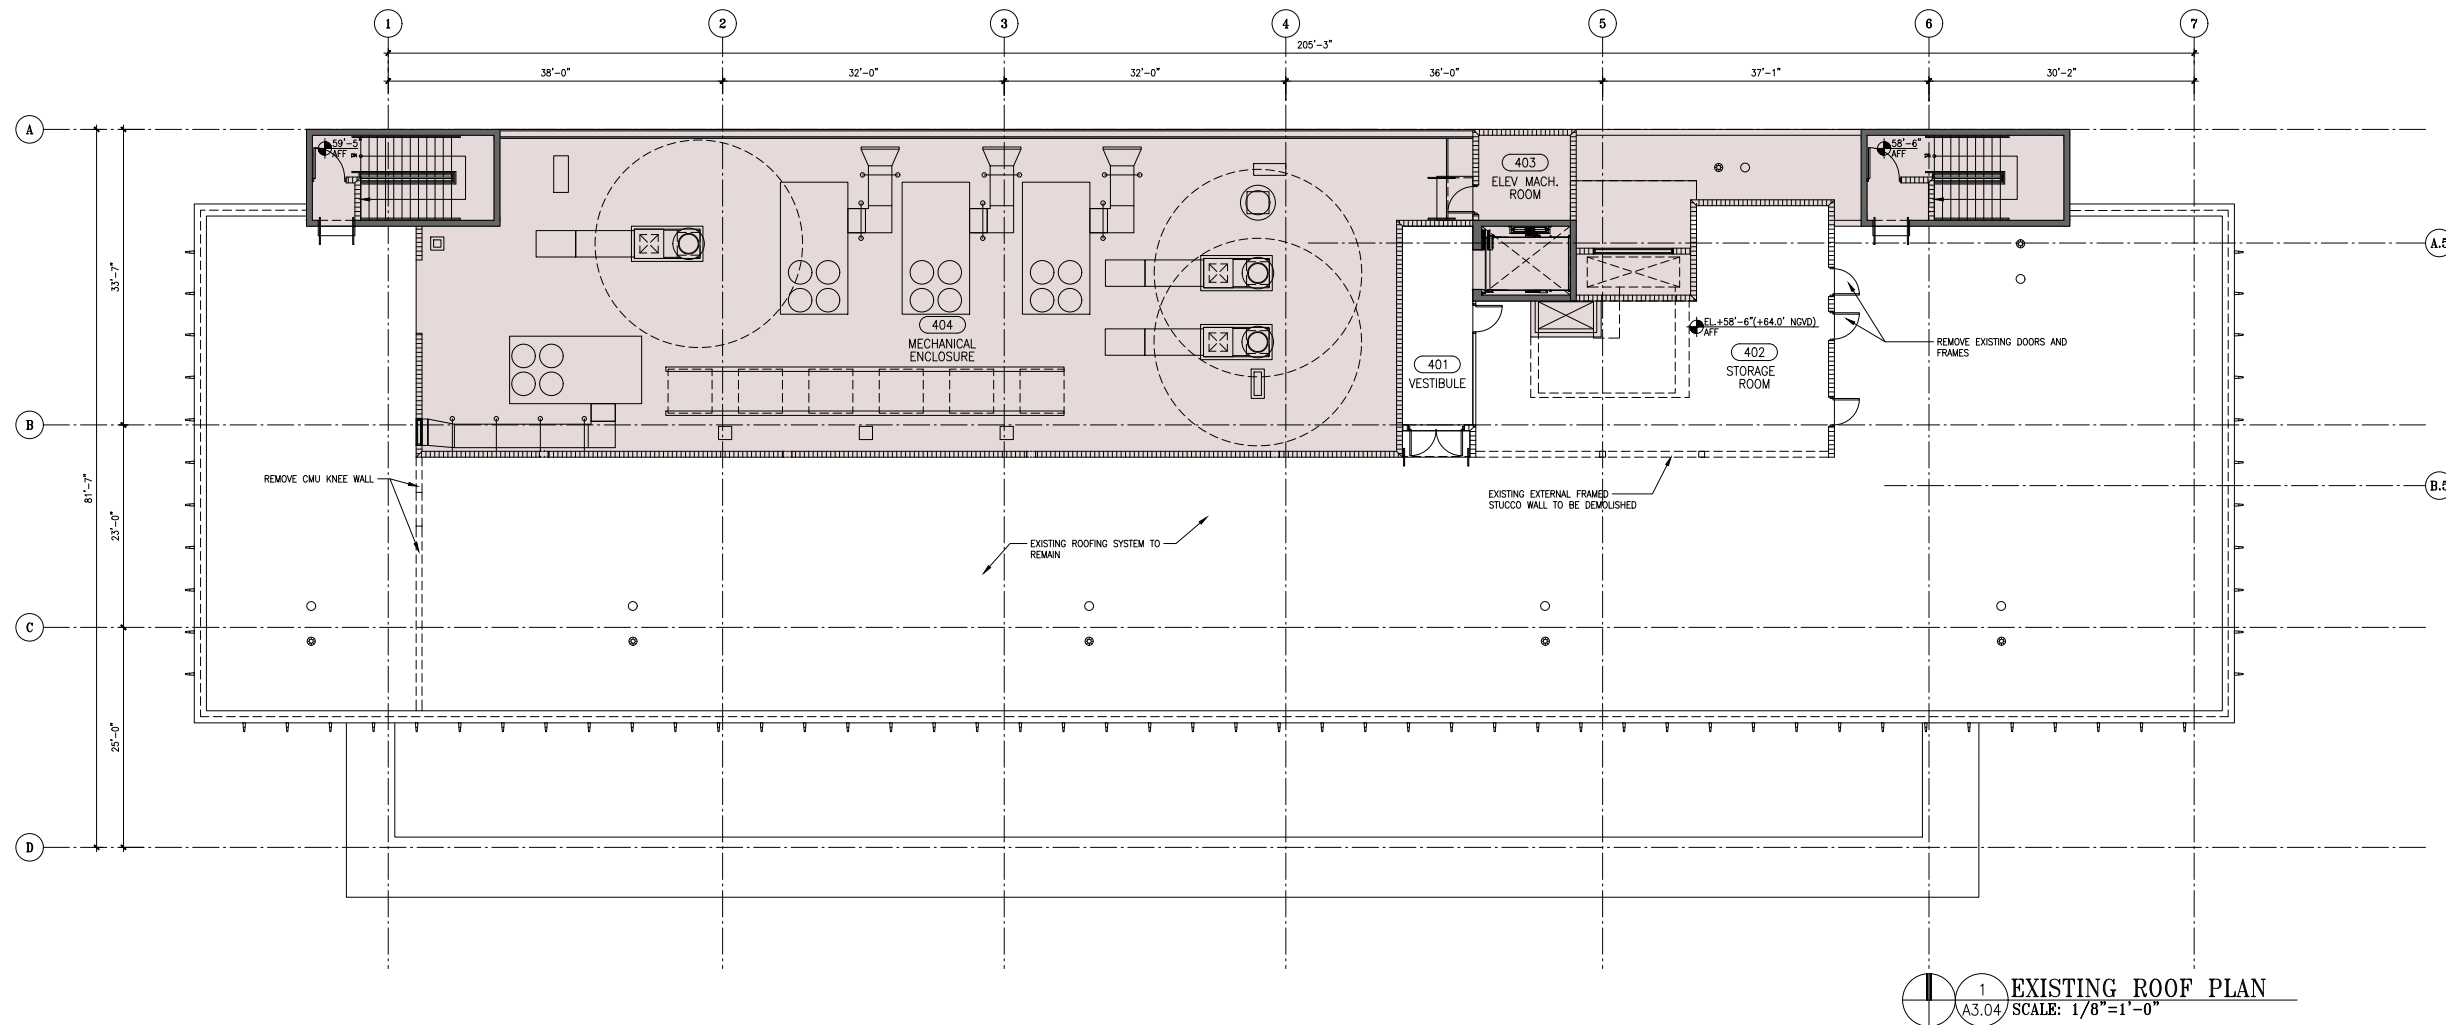 1 2 3 4 5 6 7
205'-3"
38'-0" 32'-0" 32'-0" 36'-0" 37'-1" 30'-2"
A
59'-5"
AFF
DN
403
ELEV MACH.
ROOM
58'-6"
AFF
A.5
33'-7"
404
MECHANICAL
ENCLOSURE
EL.+58'-6"(+64.0' NGVD)
AFF
401
VESTIBULE
402
STORAGE
ROOM
REMOVE EXISTING DOORS AND
FRAMES
B
REMOVE CMU KNEE WALL
81'-7"
23'-0"
EXISTING EXTERNAL FRAMED
STUCCO WALL TO BE DEMOLISHED
B.5
EXISTING ROOFING SYSTEM TO
REMAIN
C
25'-0"
D
1
A3.04
EXISTING ROOF PLAN
SCALE: 1/8"=1'-0"